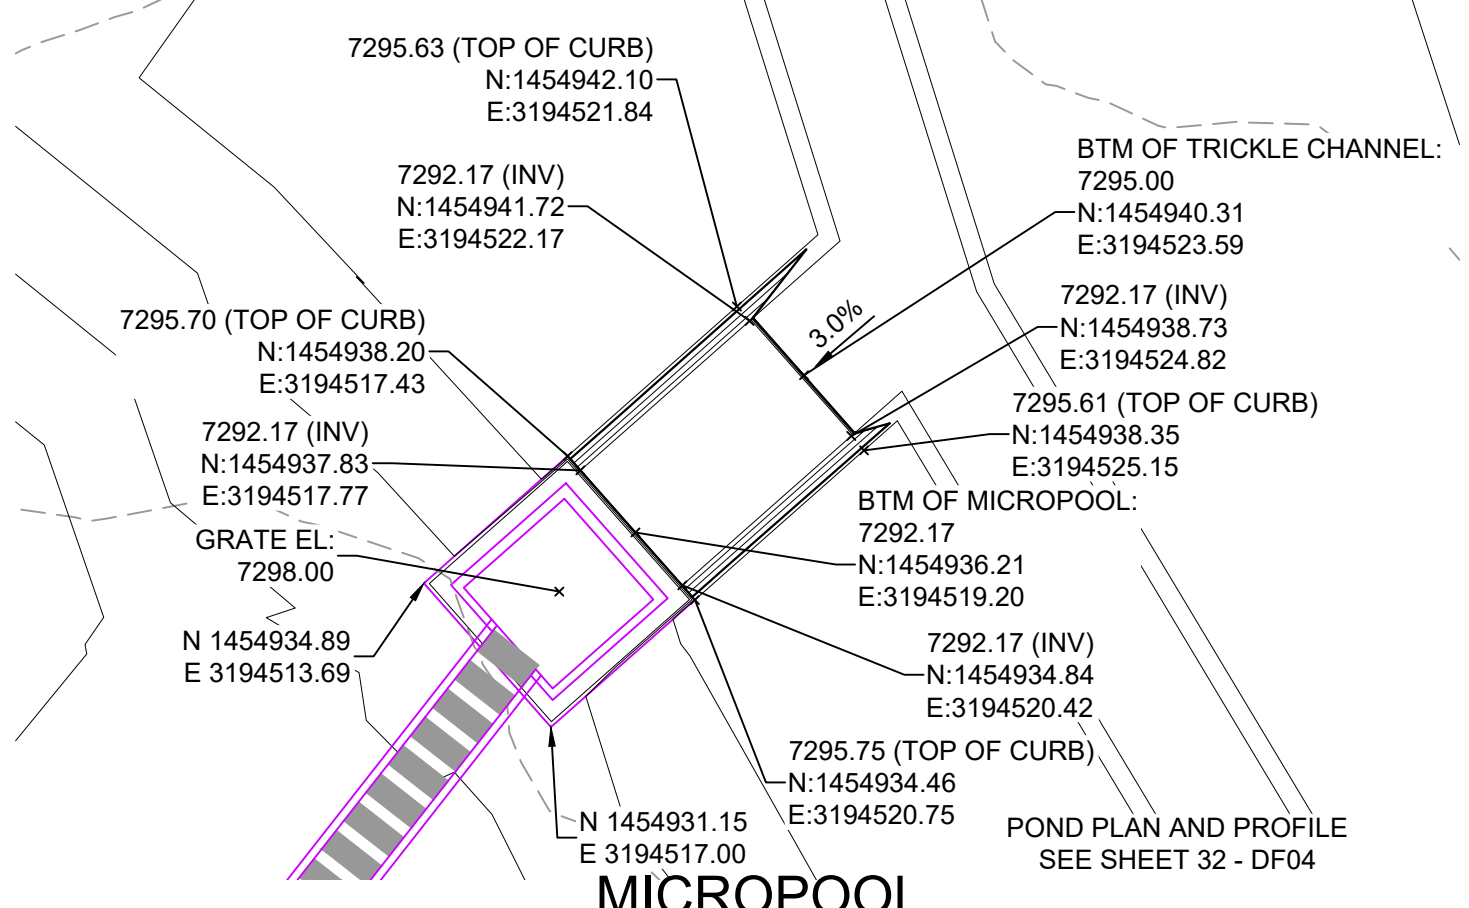 7295.63 (TOP OF CURB)
N:1454942.10
E:3194521.84
7292.17 (INV)
N:1454941.72
E:3194522.17
BTM OF TRICKLE CHANNEL:
7295.00
N:1454940.31
E:3194523.59
3.0%
7292.17 (INV)
N:1454938.73
E:3194524.82
7295.70 (TOP OF CURB)
N:1454938.20
E:3194517.43
7295.61 (TOP OF CURB)
N:1454938.35
E:3194525.15
7292.17 (INV)
N:1454937.83
E:3194517.77
BTM OF MICROPOOL:
7292.17
N:1454936.21
E:3194519.20
GRATE EL:
7298.00
N 1454934.89
E 3194513.69
7292.17 (INV)
N:1454934.84
E:3194520.42
7295.75 (TOP OF CURB)
N:1454934.46
E:3194520.75
N 1454931.15
E 3194517.00
POND PLAN AND PROFILE
SEE SHEET 32 - DF04
MICROPOOL